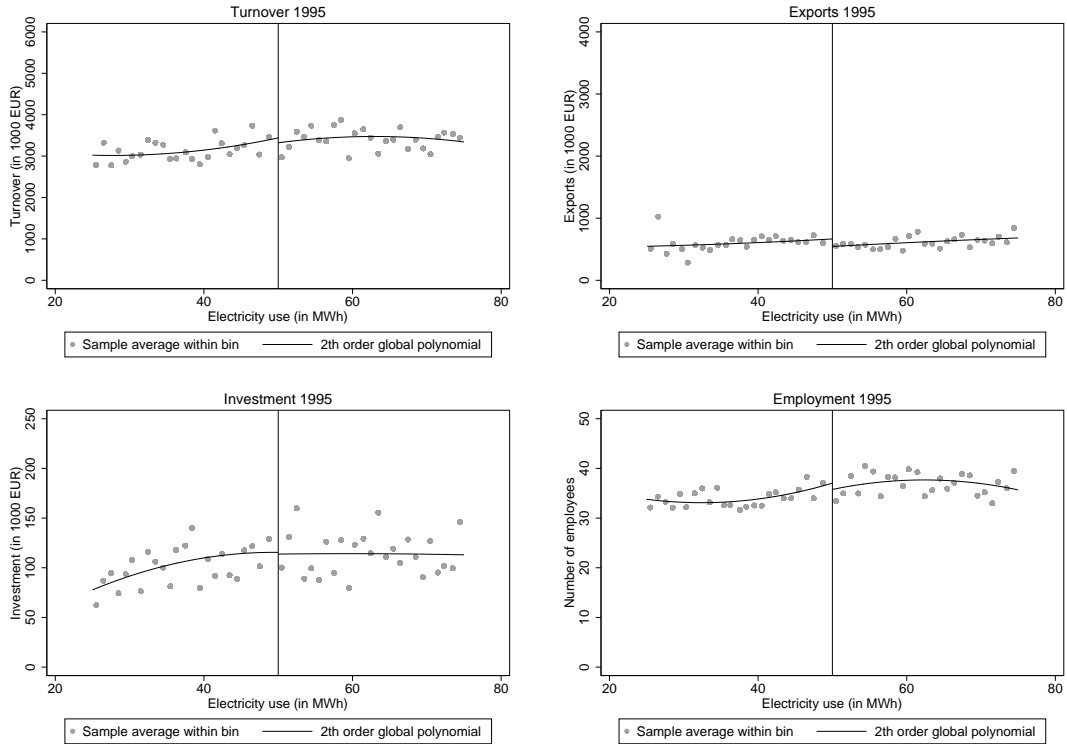 Turnover 1995
Turnover (in 1000 EUR)
6000
5000
4000
3000
2000
1000
0
20 40 60 80
Electricity use (in MWh)
Sample average within bin 2th order global polynomial
Exports 1995
Exports (in 1000 EUR)
4000
3000
2000
1000
0
20 40 60 80
Electricity use (in MWh)
Sample average within bin 2th order global polynomial
Investment 1995
Investment (in 1000 EUR)
250
200
150
100
50
0
20 40 60 80
Electricity use (in MWh)
Sample average within bin 2th order global polynomial
Employment 1995
Number of employees
50
40
30
20
10
0
20 40 60 80
Electricity use (in MWh)
Sample average within bin 2th order global polynomial